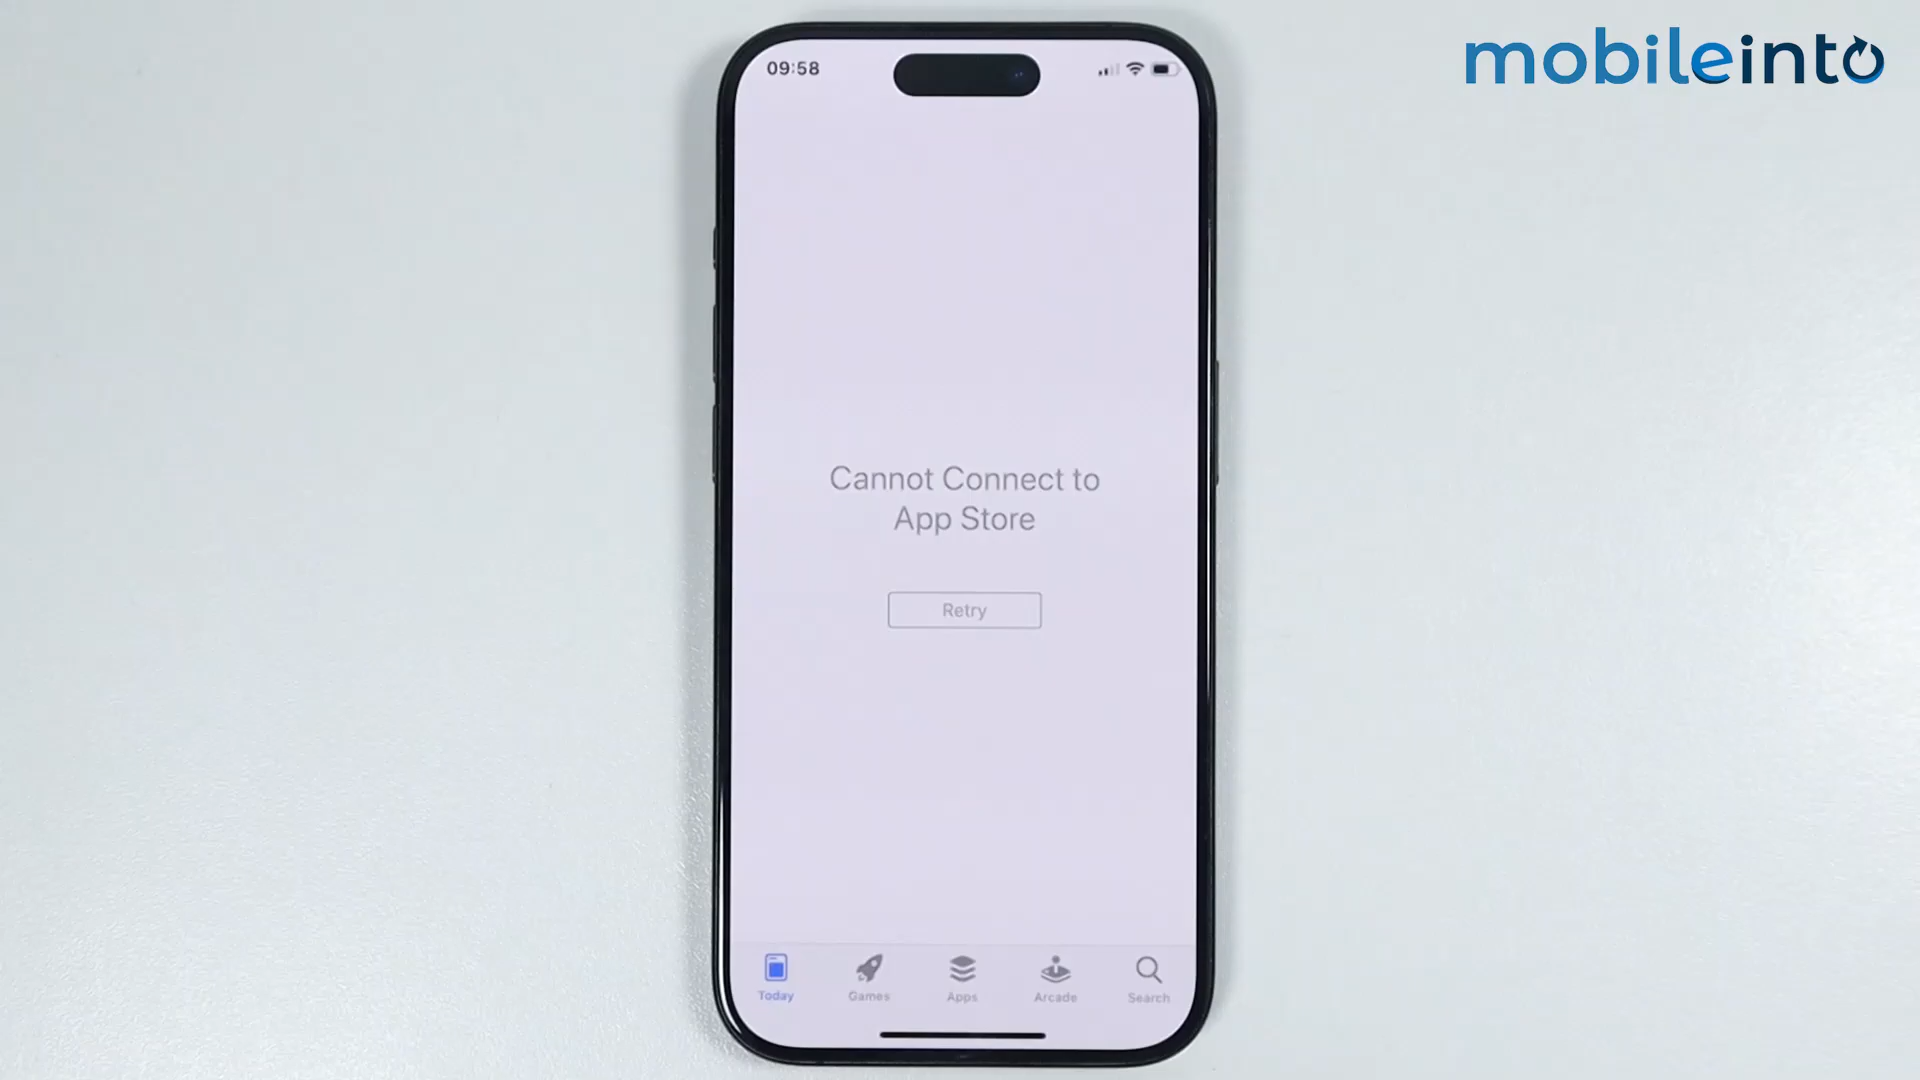 mobileinto
09:58
Cannot Connect to
App Store
Retry
Today
Games
Apps
Arcade
Search